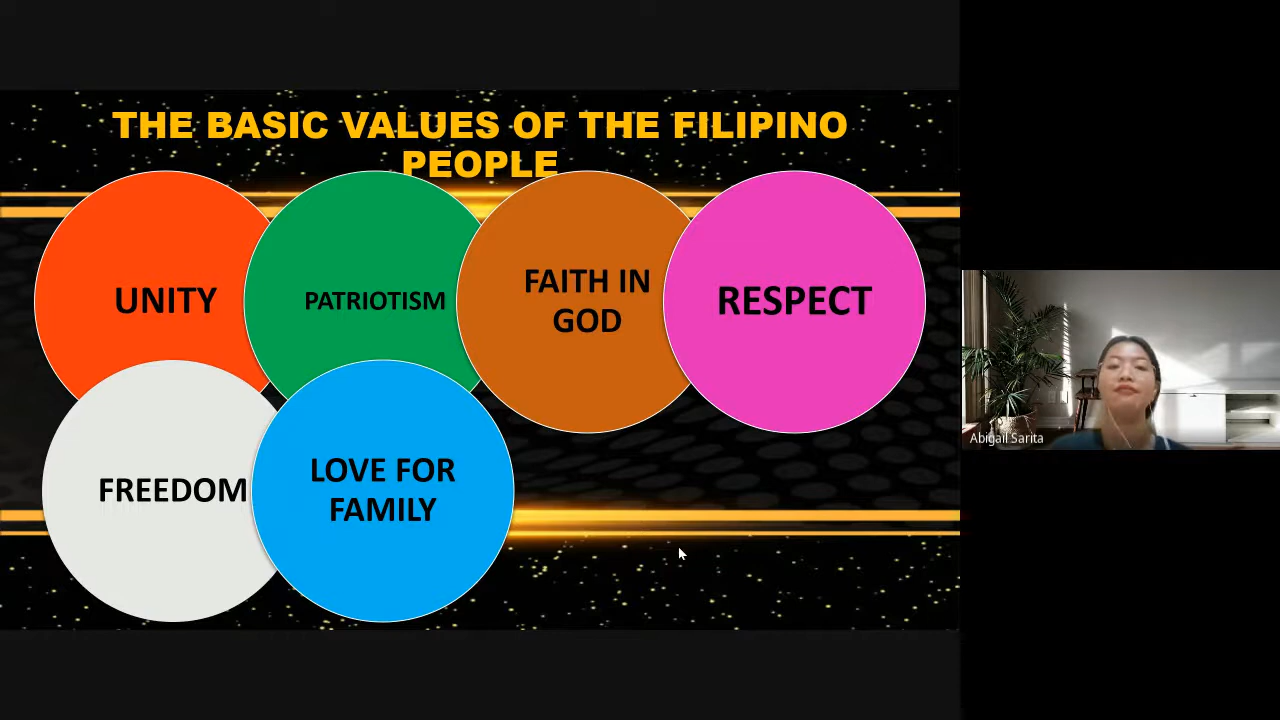 THE BASIC VALUES OF THE FILIPINO
PEOPLE
UNITY
PATRIOTISM
FAITH IN
GOD
RESPECT
FREEDOM
LOVE FOR
FAMILY
Abigail Sarita